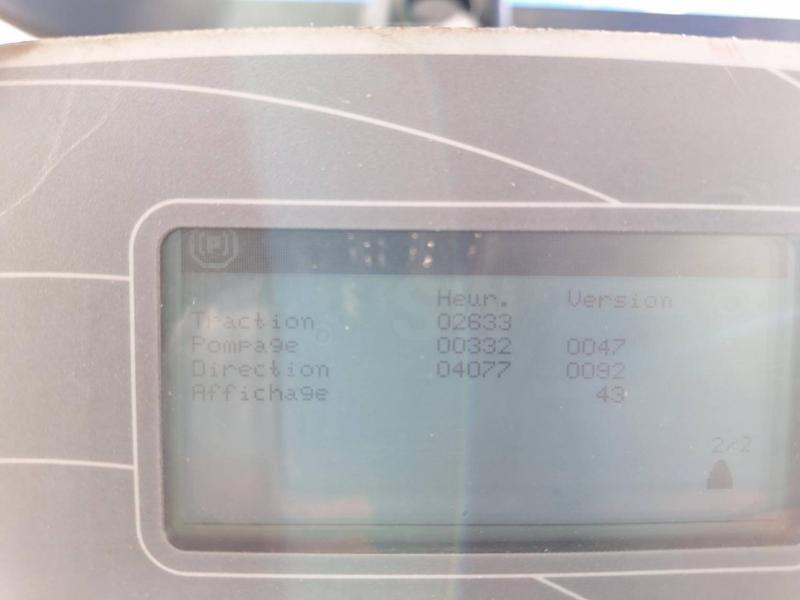 (P)
Heur. Version
Traction 02633
Pompage 00332 0047
Direction 04077 0092
Affichage 43
2/2